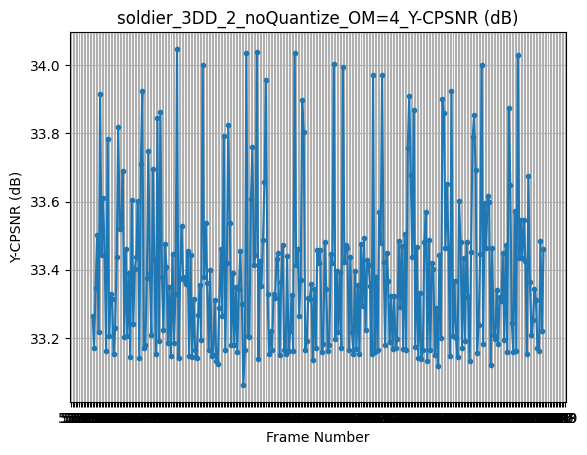 soldier_3DD_2_noQuantize_OM=4_Y-CPSNR (dB)
34.0
33.8
33.6
33.4
33.2
Y-CPSNR (dB)
Frame Number